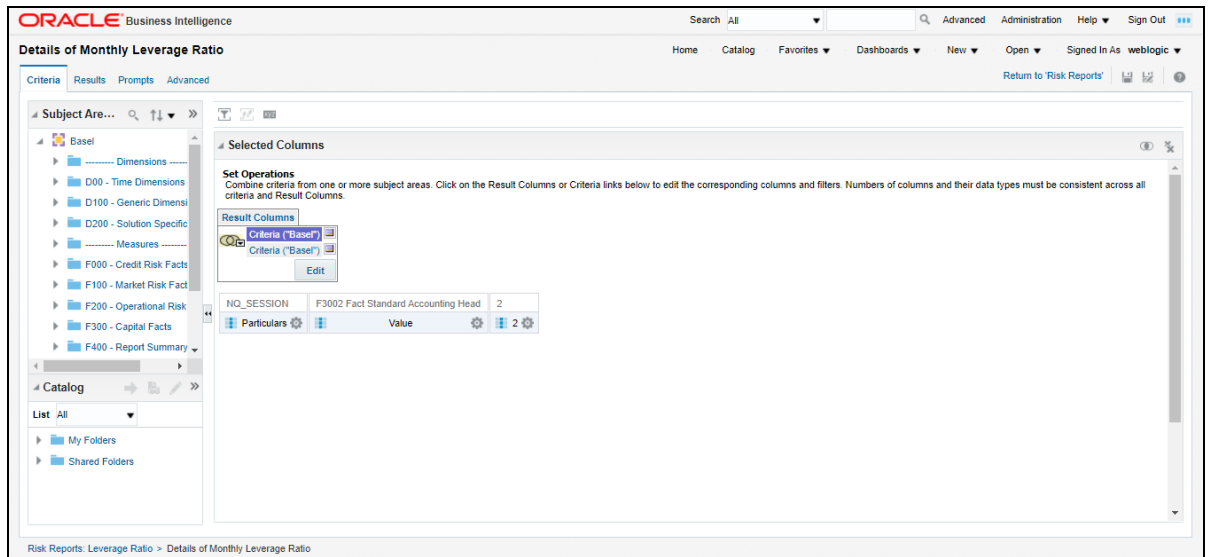 ORACLE Business Intelligence
Search All
Advanced Administration Help Sign Out
Details of Monthly Leverage Ratio
Home Catalog Favorites Dashboards New Open Signed In As weblogic
Criteria Results Prompts Advanced
Return to 'Risk Reports'
Subject Are...
Basel
--------- Dimensions ------
D00 - Time Dimensions
D100 - Generic Dimensi
D200 - Solution Specific
--------- Measures --------
F000 - Credit Risk Facts
F100 - Market Risk Fact
F200 - Operational Risk
F300 - Capital Facts
F400 - Report Summary
Catalog
List All
My Folders
Shared Folders
Selected Columns
Set Operations
Combine criteria from one or more subject areas. Click on the Result Columns or Criteria links below to edit the corresponding columns and filters. Numbers of columns and their data types must be consistent across all
criteria and Result Columns.
Result Columns
Criteria ("Basel")
Criteria ("Basel")
Edit
NQ_SESSION F3002 Fact Standard Accounting Head 2
Particulars Value 2
Risk Reports: Leverage Ratio > Details of Monthly Leverage Ratio